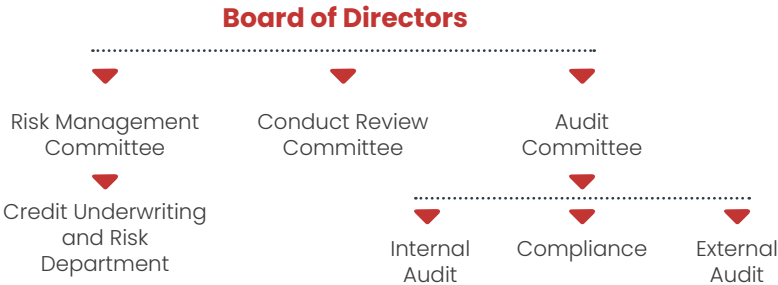 Board of Directors
Risk Management
Committee
Conduct Review
Committee
Audit
Committee
Credit Underwriting
and Risk
Department
Internal
Audit
Compliance
External
Audit